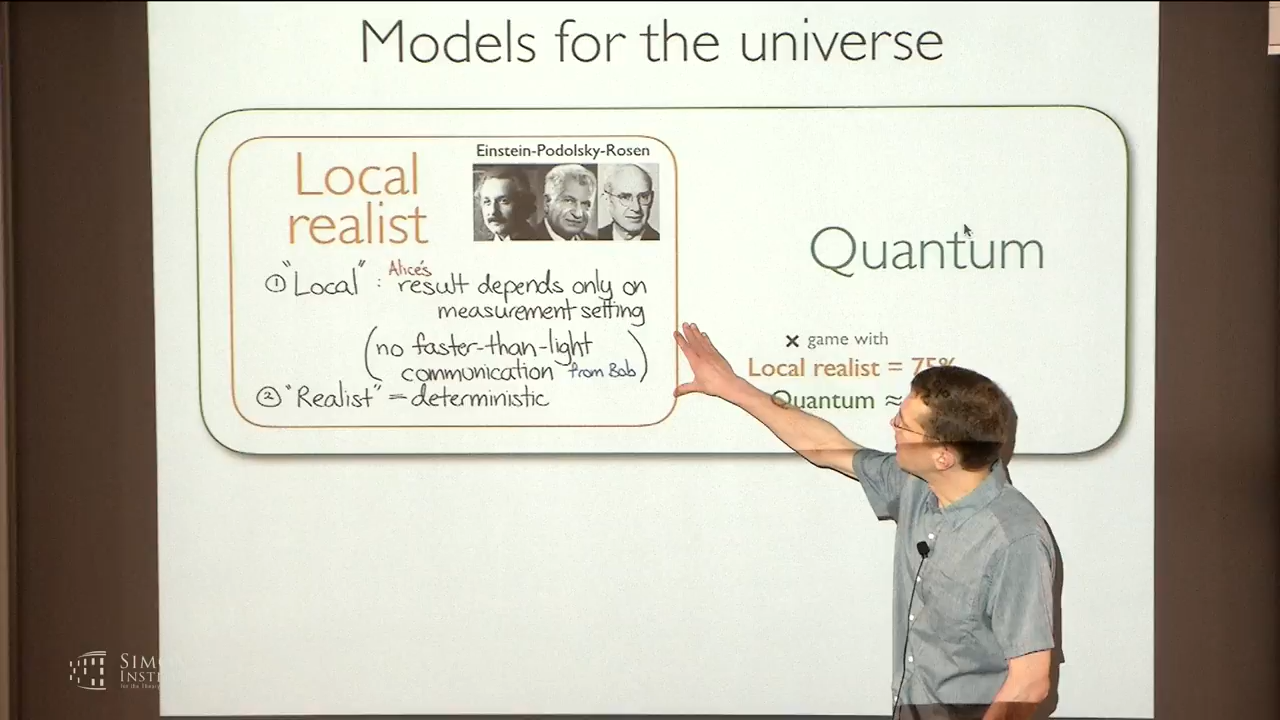 Models for the universe
Einstein-Podolsky-Rosen
Local
realist
① "Local" : Alice's result depends only on
measurement setting
(no faster-than-light
communication from Bob)
② "Realist" = deterministic
Quantum
× game with
Local realist = 75%
Quantum ≈